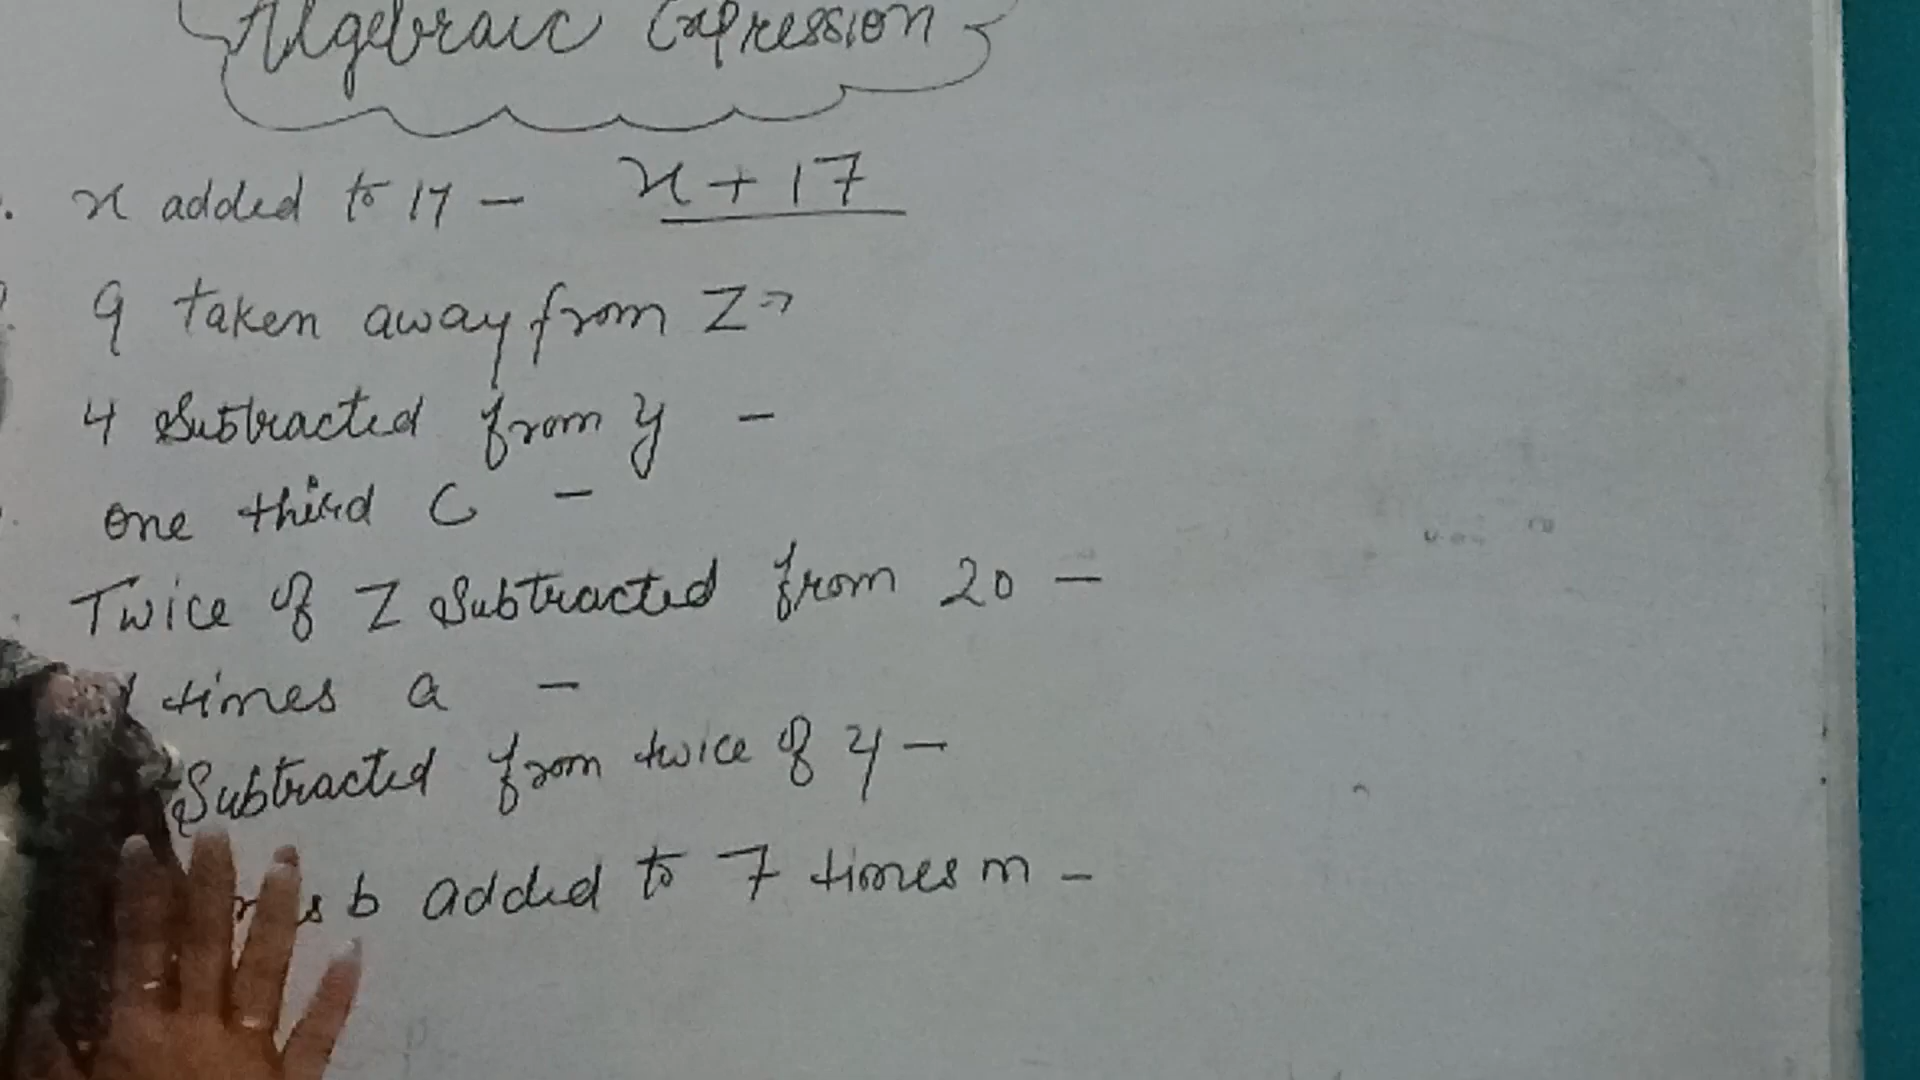 Algebraic Expression
x added to 17 - x + 17
9 taken away from Z
4 Subtracted from y -
one third C -
Twice of Z Subtracted from 20 -
times a -
Subtracted from twice of y -
b added to 7 times m -